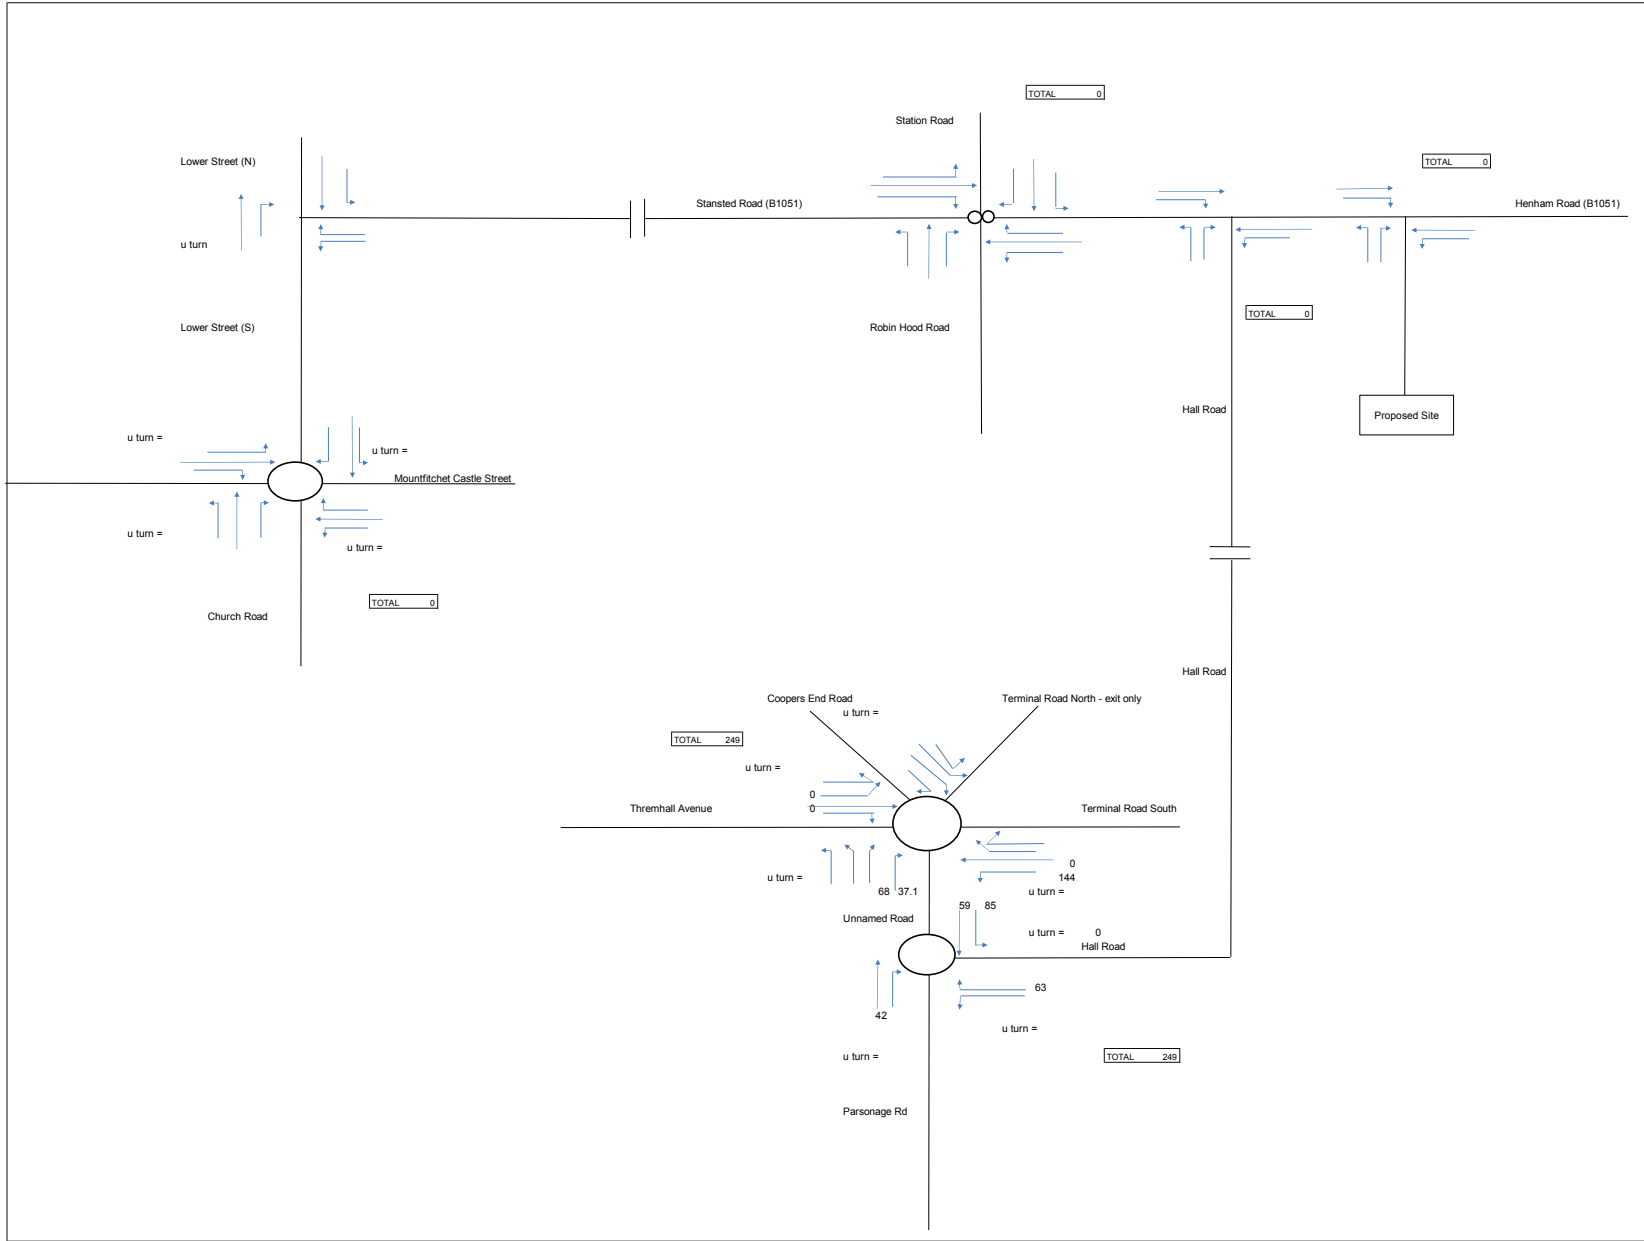 TOTAL 0
Station Road
Lower Street (N)
TOTAL 0
Stansted Road (B1051)
Henham Road (B1051)
u turn
TOTAL 0
Lower Street (S)
Robin Hood Road
Hall Road
Proposed Site
u turn =
u turn =
Mountfitchet Castle Street
u turn =
u turn =
TOTAL 0
Church Road
Hall Road
Coopers End Road
Terminal Road North - exit only
u turn =
TOTAL 249
u turn =
0
Thremhall Avenue
0
Terminal Road South
0
u turn =
144
68 37.1
u turn =
59 85
Unnamed Road
u turn = 0
Hall Road
63
42
u turn =
u turn =
TOTAL 249
Parsonage Rd